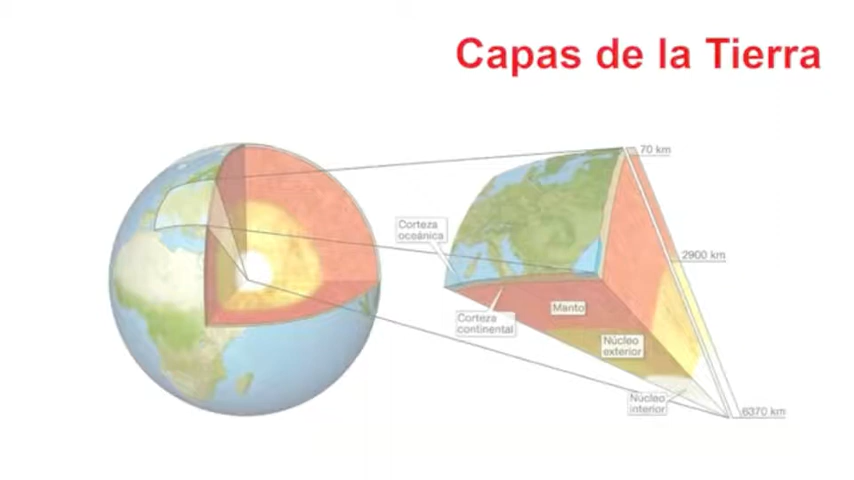 Capas de la Tierra
70 km
Corteza
oceánica
2900 km
Manto
Corteza
continental
Núcleo
exterior
Núcleo
interior
6370 km